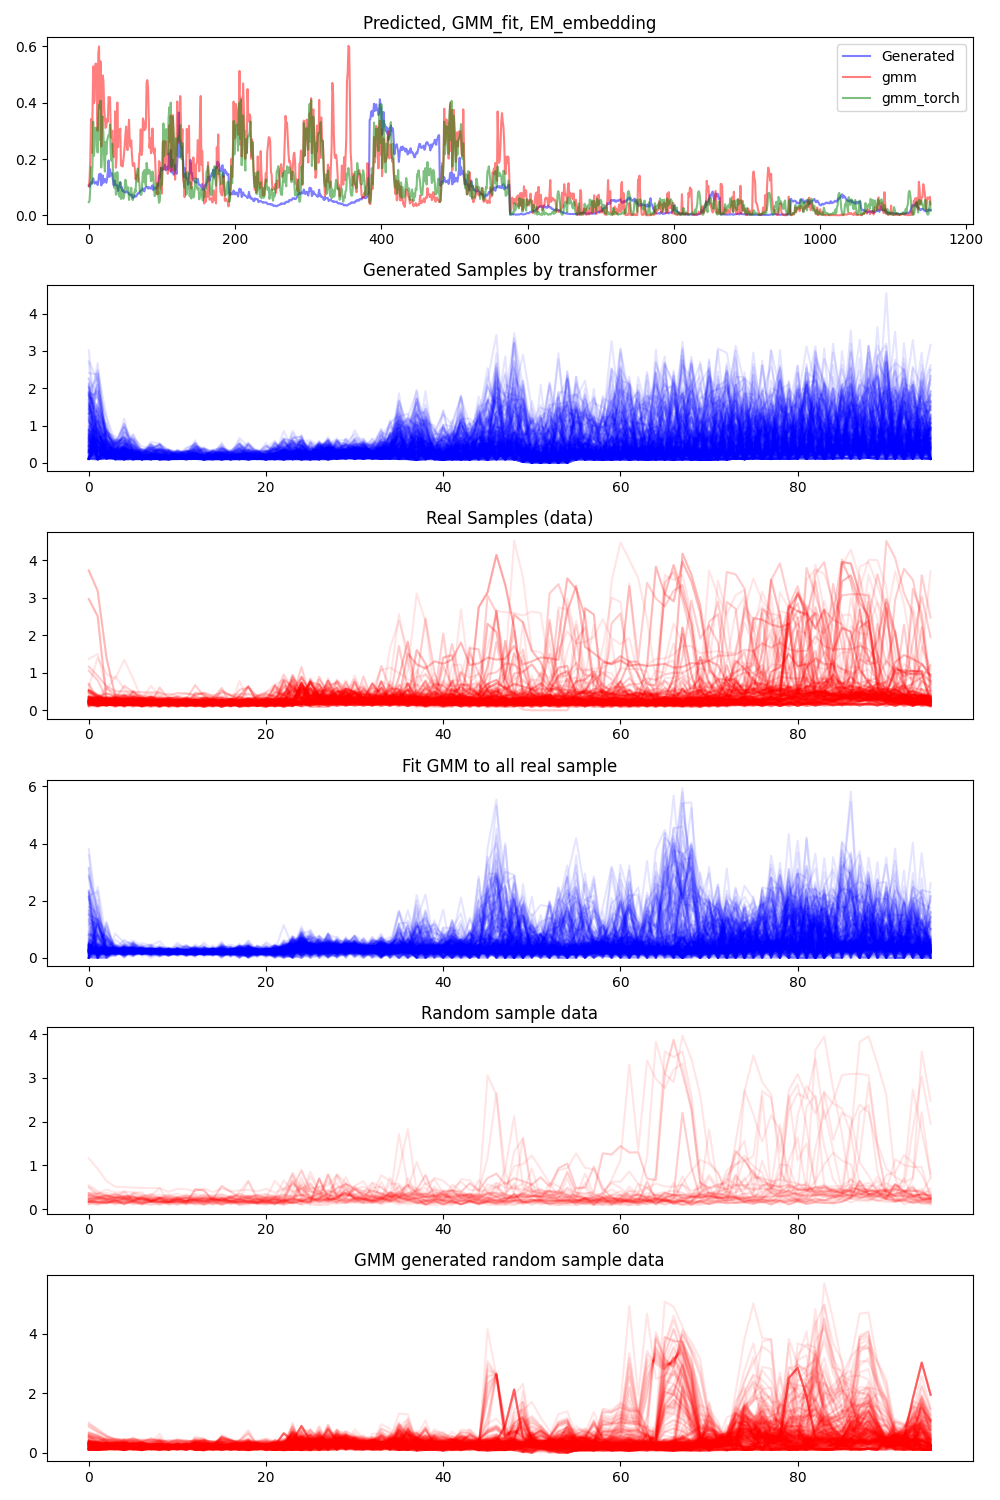 Predicted, GMM_fit, EM_embedding
0.6
0.4
0.2
0.0
Generated
gmm
gmm_torch
0 200 400 600 800 1000 1200
Generated Samples by transformer
4
3
2
1
0
0 20 40 60 80
Real Samples (data)
4
3
2
1
0
0 20 40 60 80
Fit GMM to all real sample
6
4
2
0
0 20 40 60 80
Random sample data
4
3
2
1
0
0 20 40 60 80
GMM generated random sample data
4
2
0
0 20 40 60 80